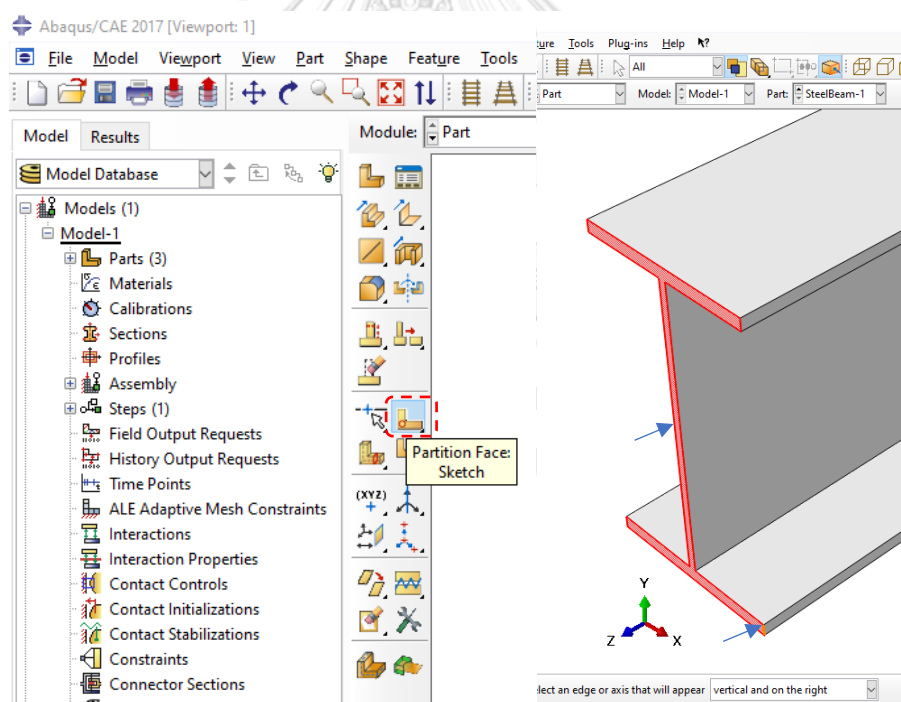 Abaqus/CAE 2017 [Viewport: 1]
File Model Viewport View Part Shape Feature Tools
Model Results
Module: Part
Model Database
Models (1)
Model-1
Parts (3)
Materials
Calibrations
Sections
Profiles
Assembly
Steps (1)
Field Output Requests
History Output Requests
Time Points
ALE Adaptive Mesh Constraints
Interactions
Interaction Properties
Contact Controls
Contact Initializations
Contact Stabilizations
Constraints
Connector Sections
(XYZ)
Partition Face:
Sketch
ure Tools Plug-ins Help
All
Part Model: Model-1 Part: SteelBeam-1
Y
Z X
elect an edge or axis that will appear vertical and on the right